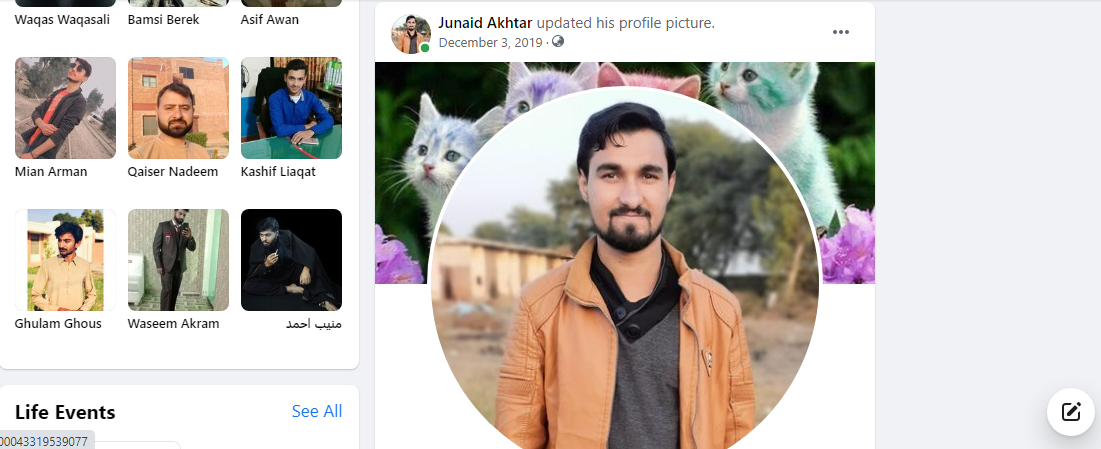 Waqas Waqasali
Bamsi Berek
Asif Awan
Mian Arman
Qaiser Nadeem
Kashif Liaqat
Ghulam Ghous
Waseem Akram
منیب احمد
Life Events
See All
00043319539077
Junaid Akhtar updated his profile picture.
December 3, 2019 ·